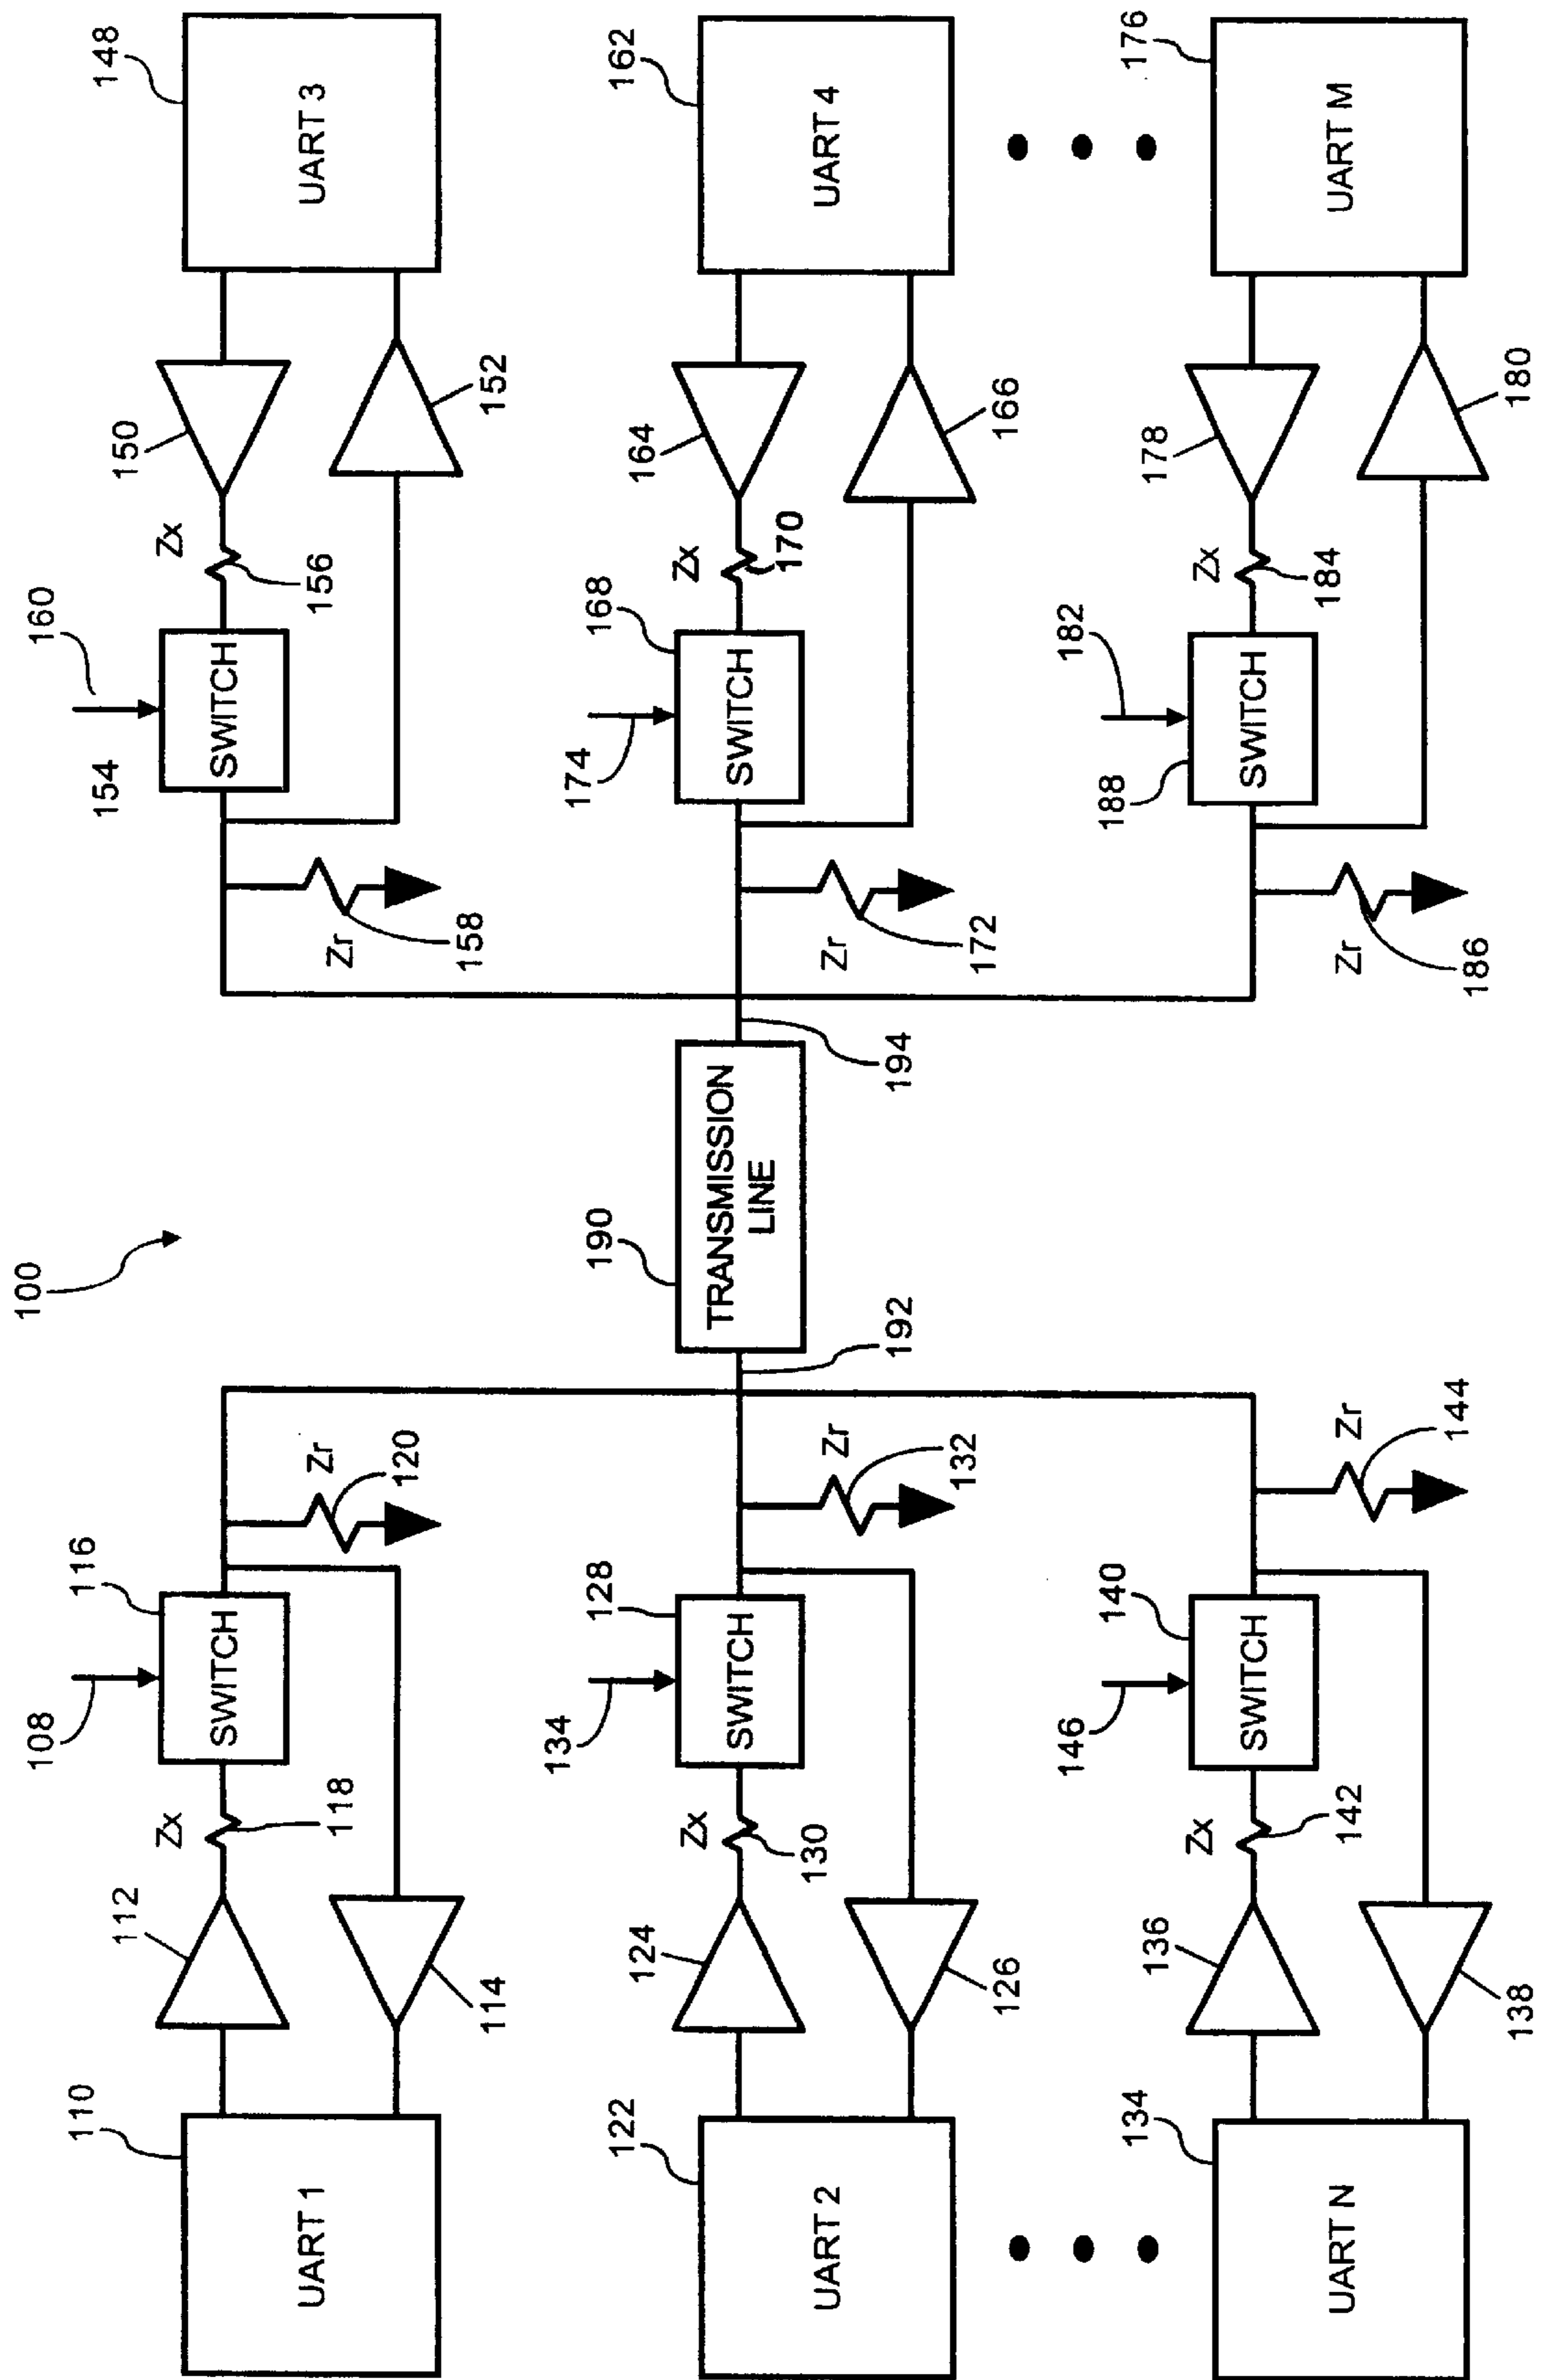 100
108
116
112
118
Zx
SWITCH
110
UART 1
114
120
Zr
160
154
SWITCH
Zx
156
150
148
UART 3
152
158
Zr
134
128
124
130
Zx
SWITCH
122
UART 2
126
132
Zr
190
TRANSMISSION
LINE
192
194
174
168
SWITCH
Zx
170
164
162
UART 4
166
172
Zr
146
140
136
142
Zx
SWITCH
134
UART N
138
144
Zr
182
188
SWITCH
Zx
184
178
176
UART M
180
186
Zr